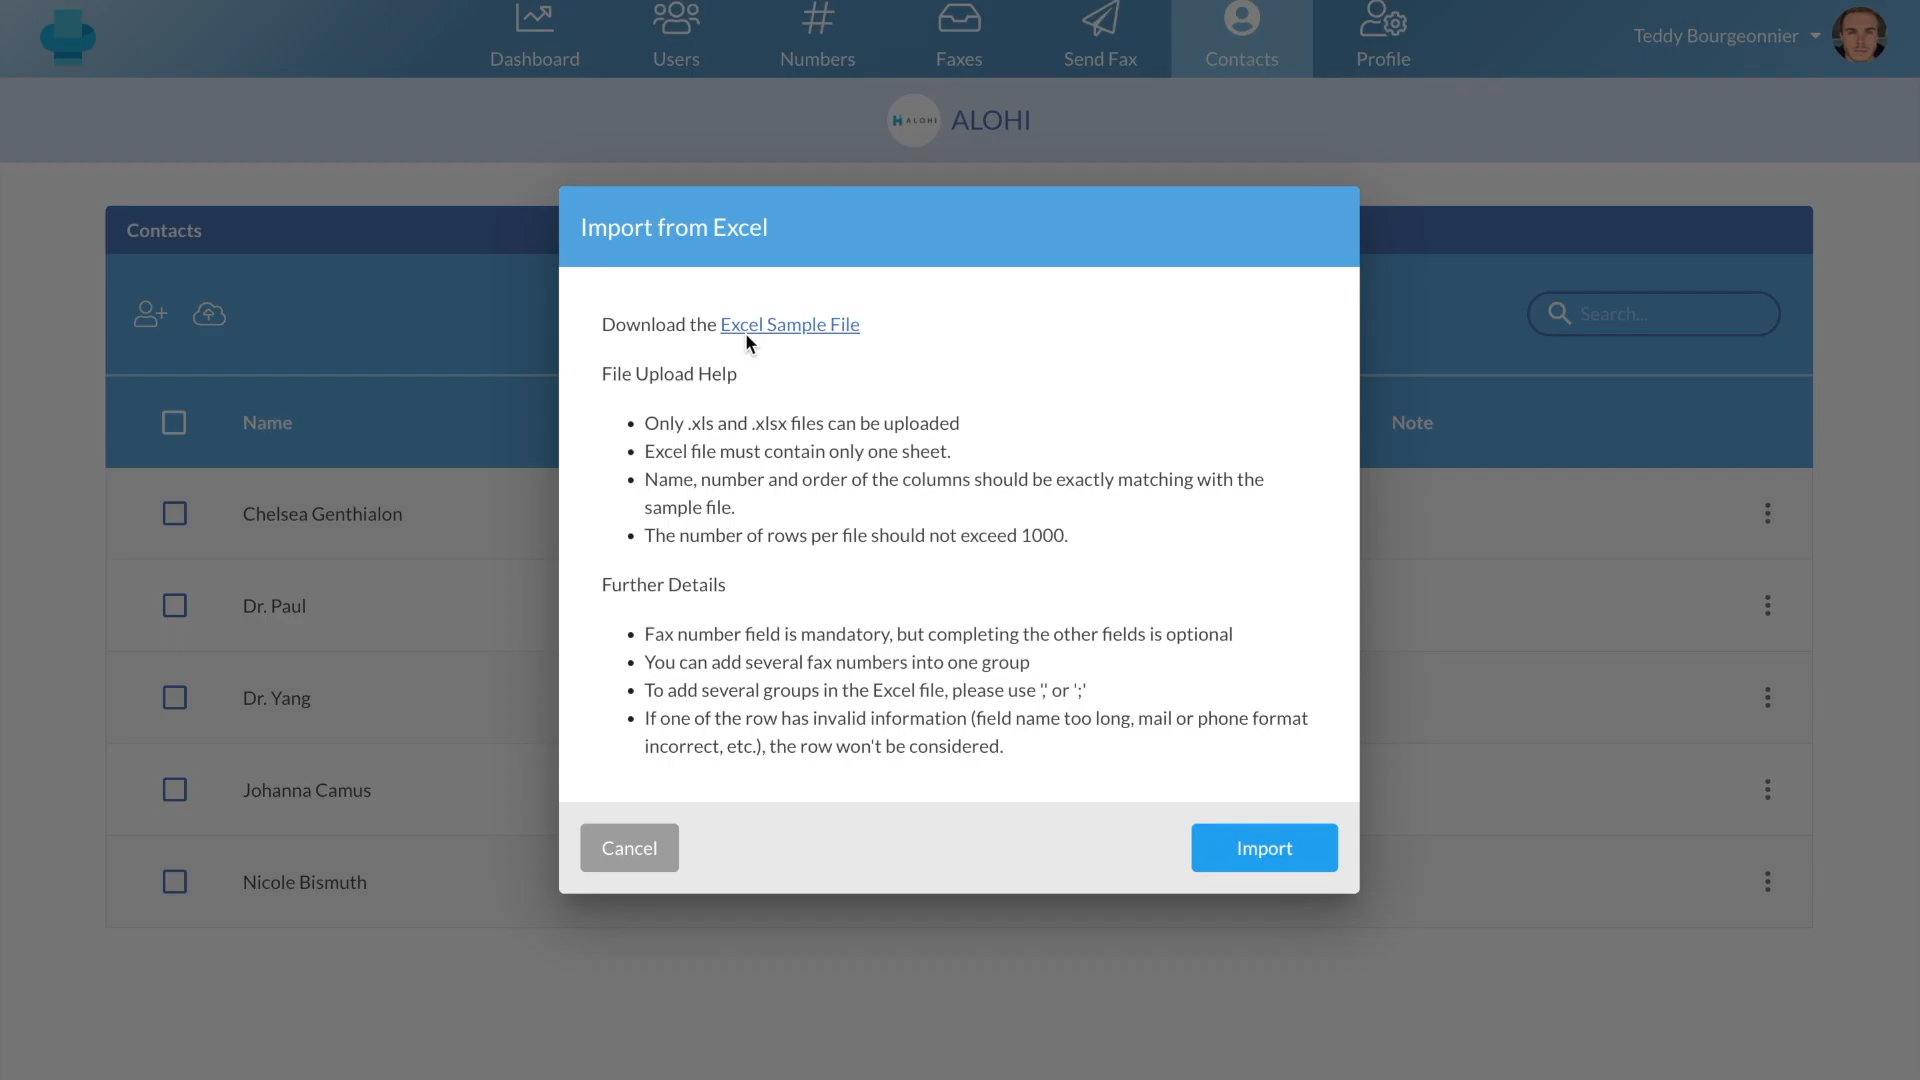 Dashboard
Users
Numbers
Faxes
Send Fax
Contacts
Profile
Teddy Bourgeonnier
ALOHI
ALOHI
Contacts
Search...
Name
Note
Chelsea Genthialon
Dr. Paul
Dr. Yang
Johanna Camus
Nicole Bismuth
Import from Excel
Download the Excel Sample File
File Upload Help
Only .xls and .xlsx files can be uploaded
Excel file must contain only one sheet.
Name, number and order of the columns should be exactly matching with the
sample file.
The number of rows per file should not exceed 1000.
Further Details
Fax number field is mandatory, but completing the other fields is optional
You can add several fax numbers into one group
To add several groups in the Excel file, please use ',' or ';'
If one of the row has invalid information (field name too long, mail or phone format
incorrect, etc.), the row won't be considered.
Cancel
Import